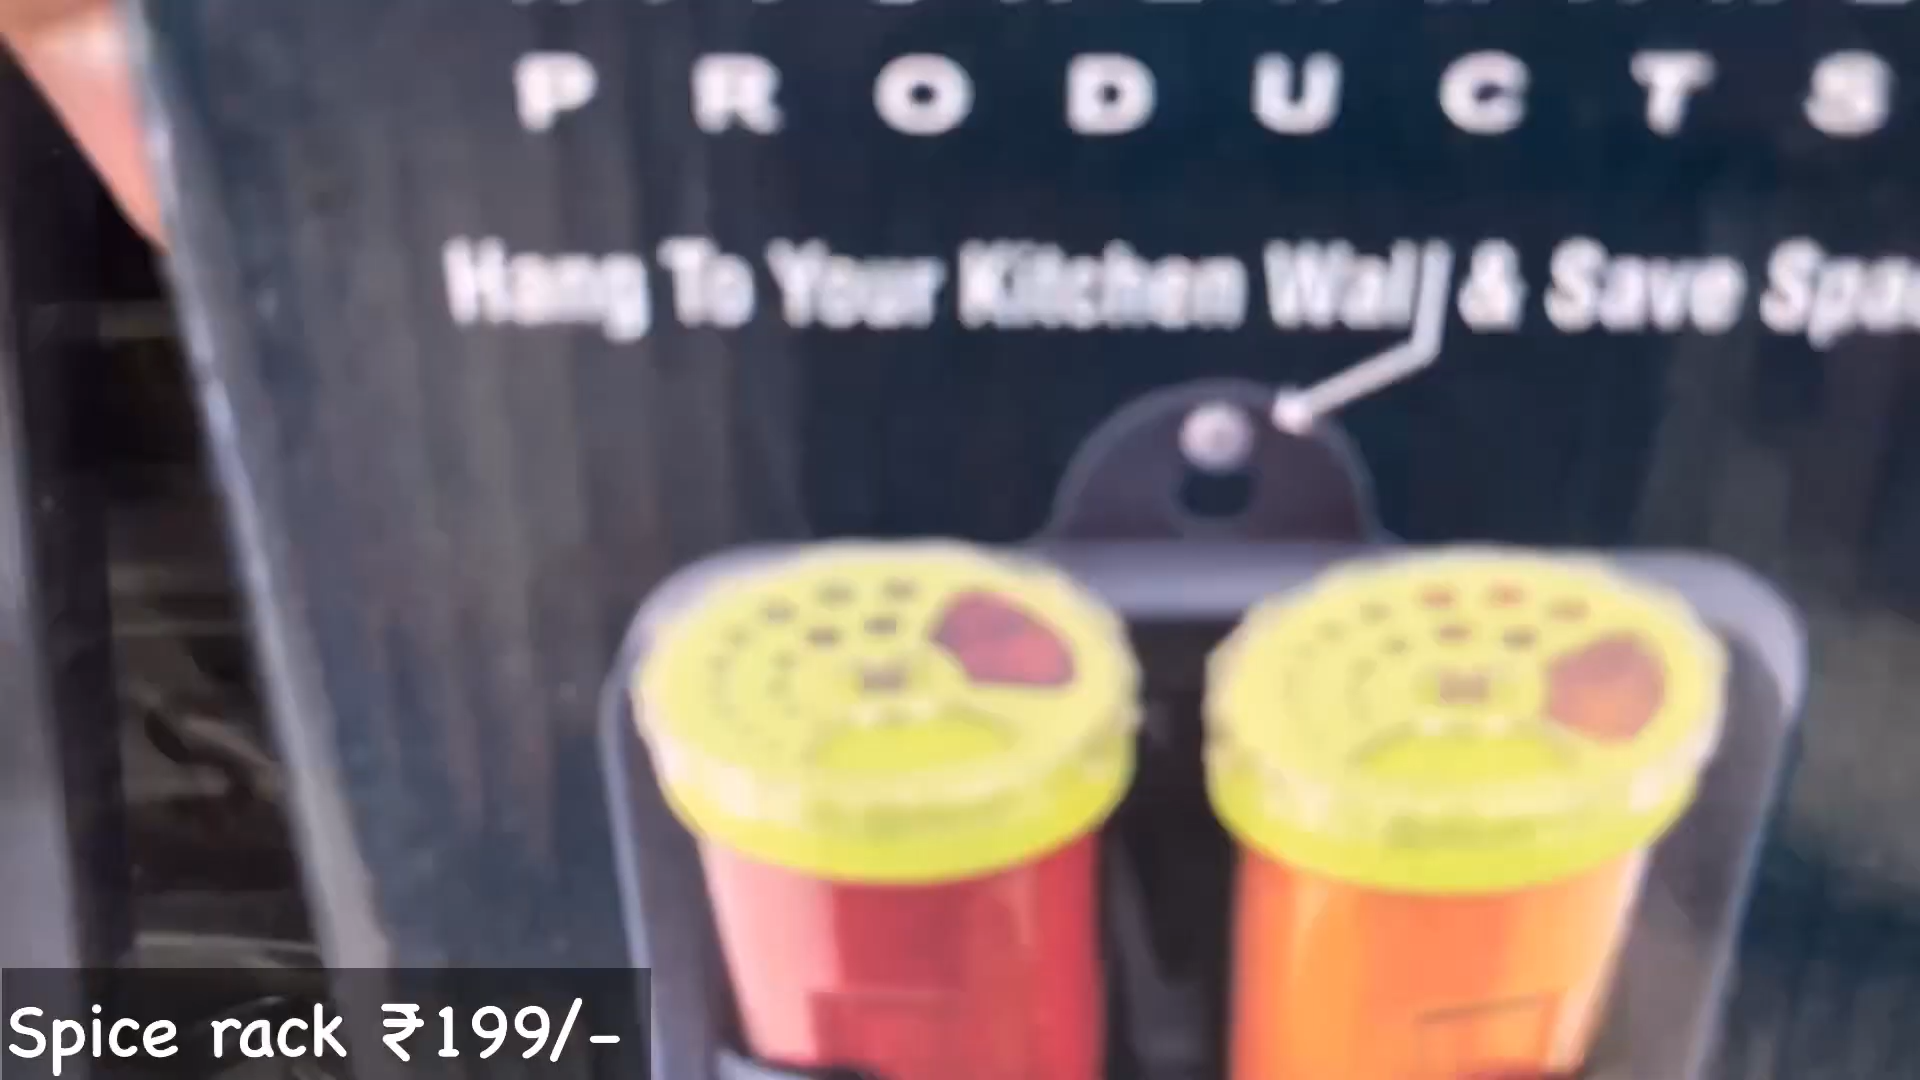 PRODUCTS
Hang To Your Kitchen Wall & Save
Spice rack ₹199/-